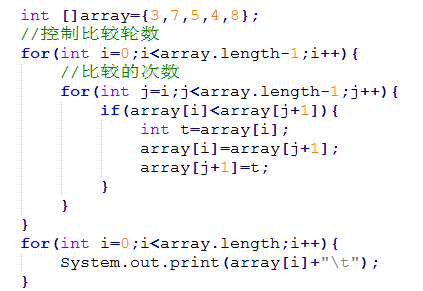 int []array={3,7,5,4,8};
//控制比较轮数
for(int i=0;i<array.length-1;i++){
//比较的次数
for(int j=i;j<array.length-1;j++){
if(array[i]<array[j+1]){
int t=array[i];
array[i]=array[j+1];
array[j+1]=t;
}
}
}
for(int i=0;i<array.length;i++){
System.out.print(array[i]+"\t");
}